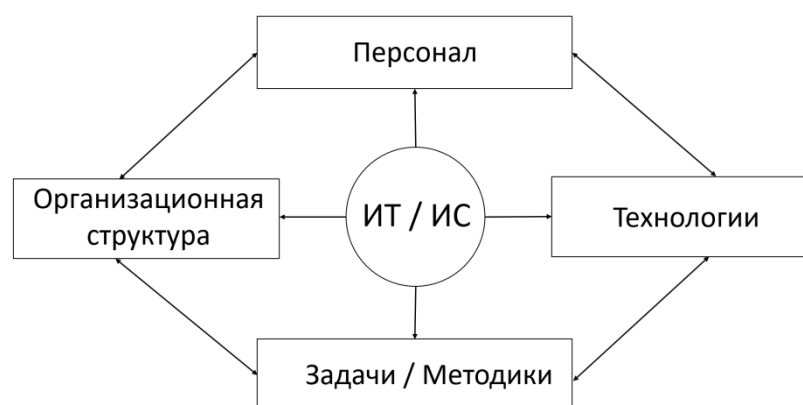 Персонал
Организационная
структура
ИТ / ИС
Технологии
Задачи / Методики